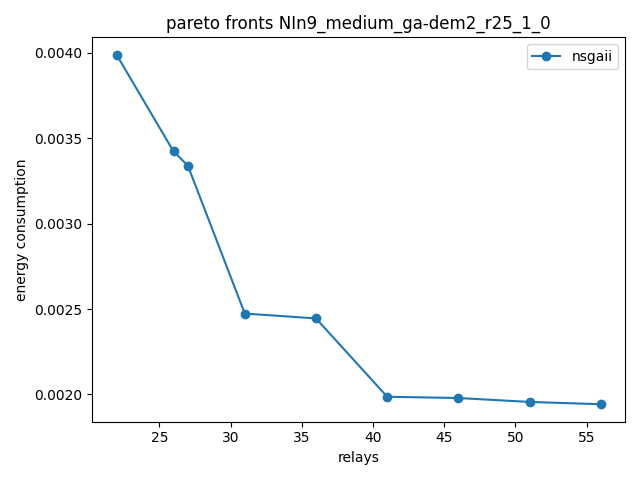 pareto fronts NIn9_medium_ga-dem2_r25_1_0
nsgaii
energy consumption
0.0040
0.0035
0.0030
0.0025
0.0020
25 30 35 40 45 50 55
relays